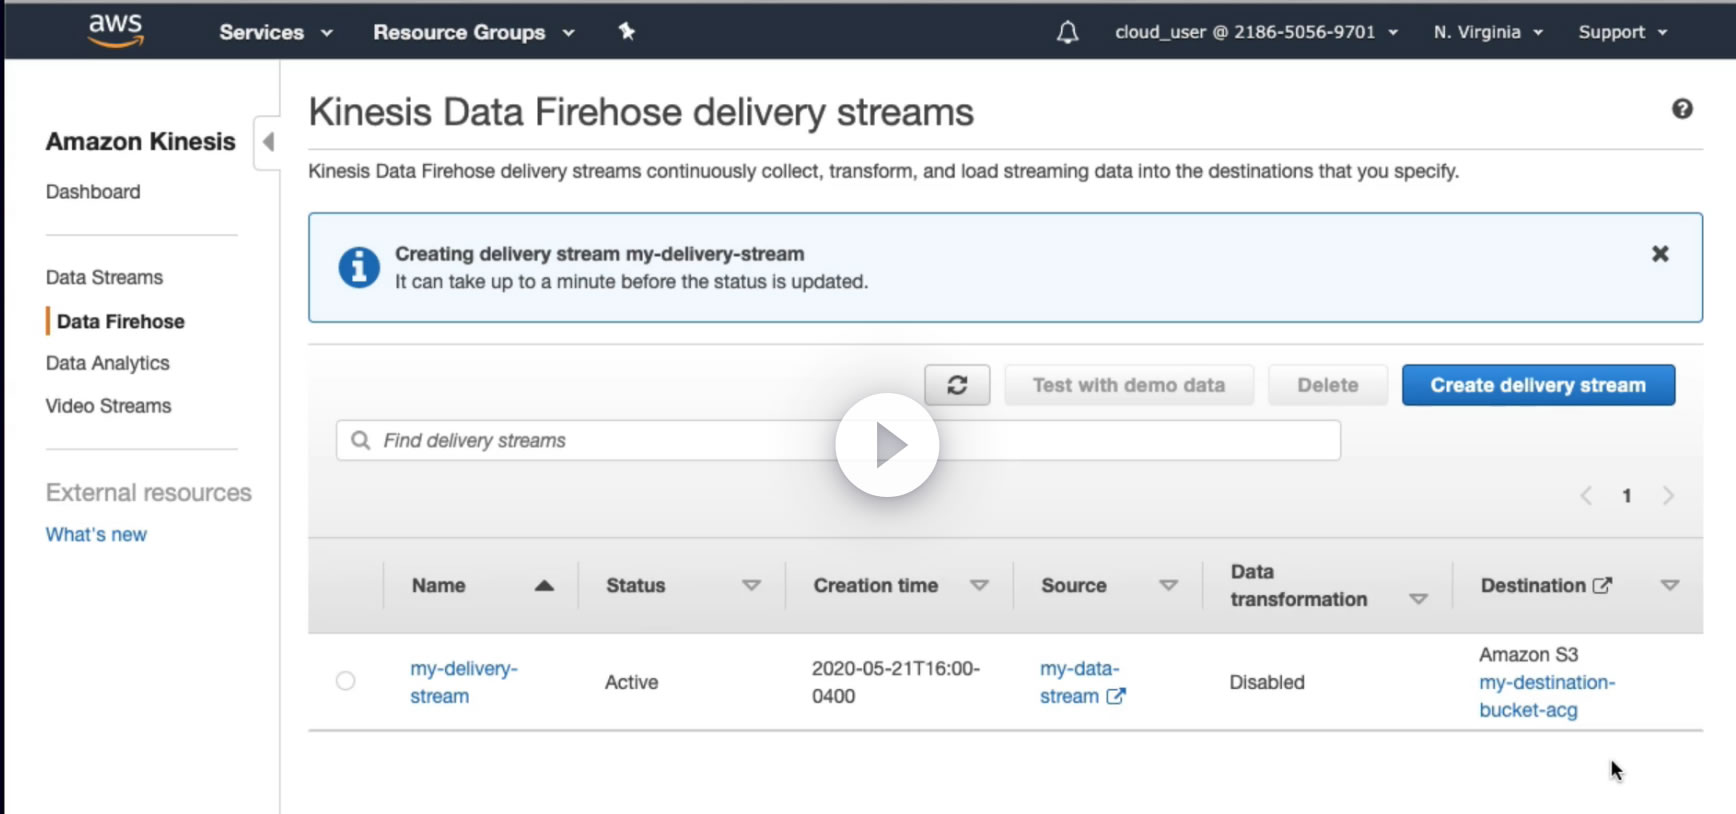 aws
Services
Resource Groups
cloud_user @ 2186-5056-9701
N. Virginia
Support
Amazon Kinesis
Dashboard
Data Streams
Data Firehose
Data Analytics
Video Streams
External resources
What's new
Kinesis Data Firehose delivery streams
Kinesis Data Firehose delivery streams continuously collect, transform, and load streaming data into the destinations that you specify.
Creating delivery stream my-delivery-stream
It can take up to a minute before the status is updated.
Test with demo data
Delete
Create delivery stream
Find delivery streams
1
Name
Status
Creation time
Source
Data
transformation
Destination
my-delivery-
stream
Active
2020-05-21T16:00-
0400
my-data-
stream
Disabled
Amazon S3
my-destination-
bucket-acg